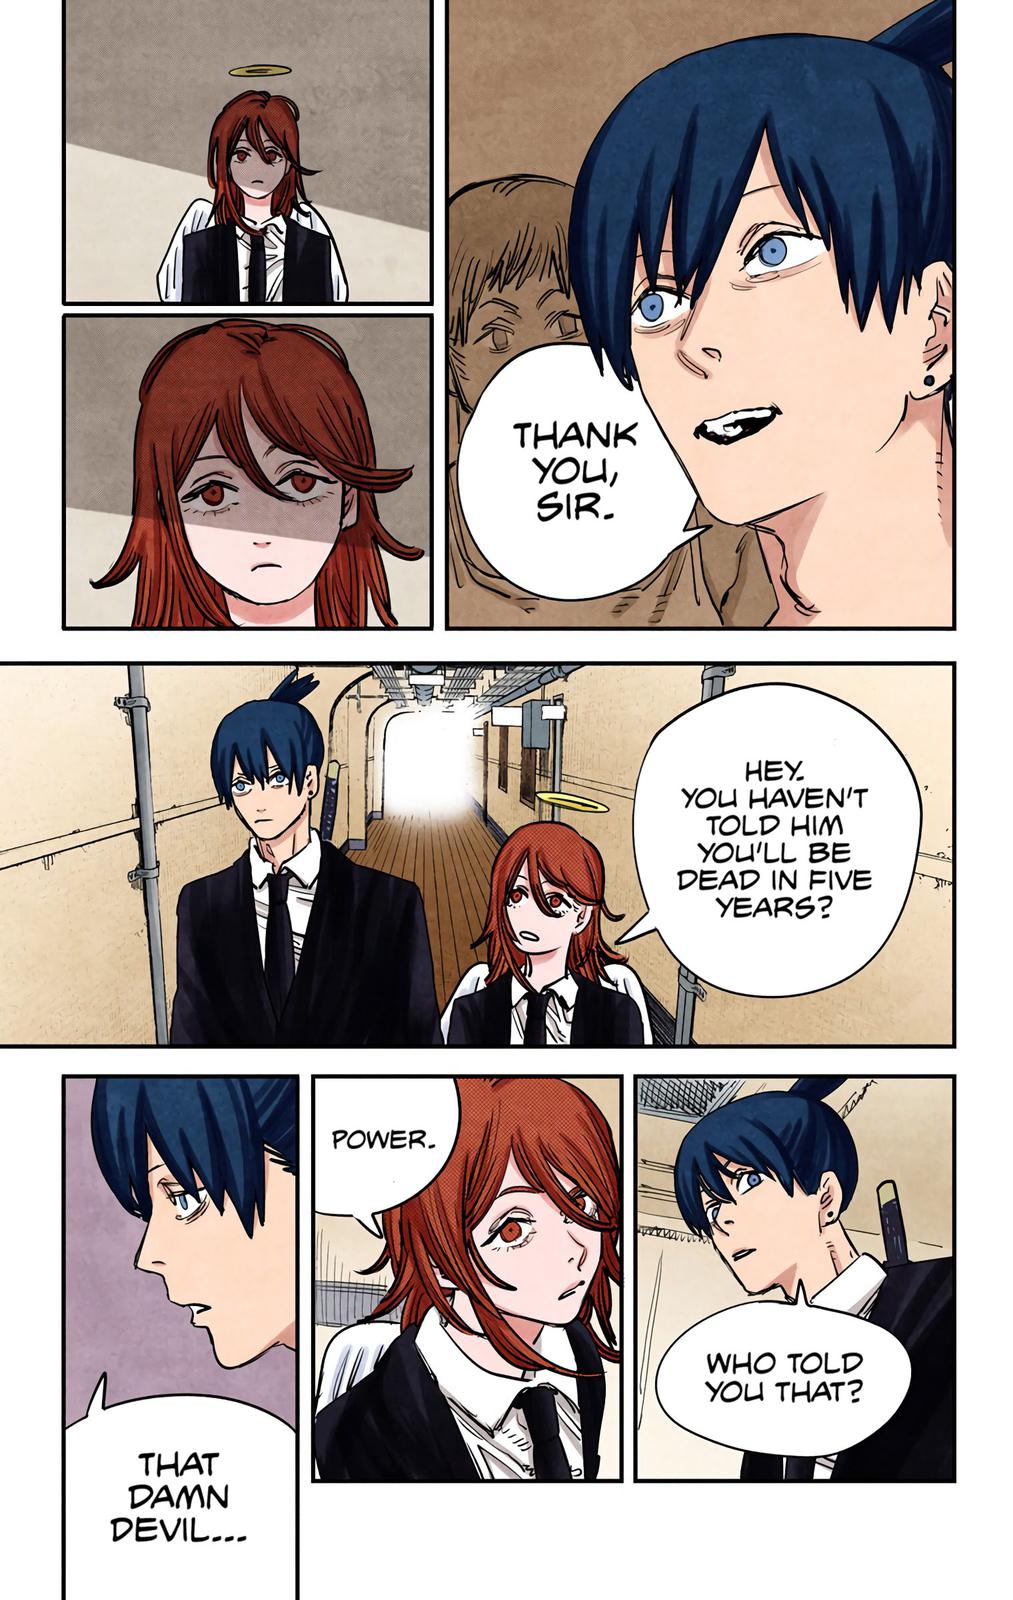 THANK
YOU,
SIR.
HEY.
YOU HAVEN'T
TOLD HIM
YOU'LL BE
DEAD IN FIVE
YEARS?
WHO TOLD
YOU THAT?
POWER.
THAT
DAMN
DEVIL...